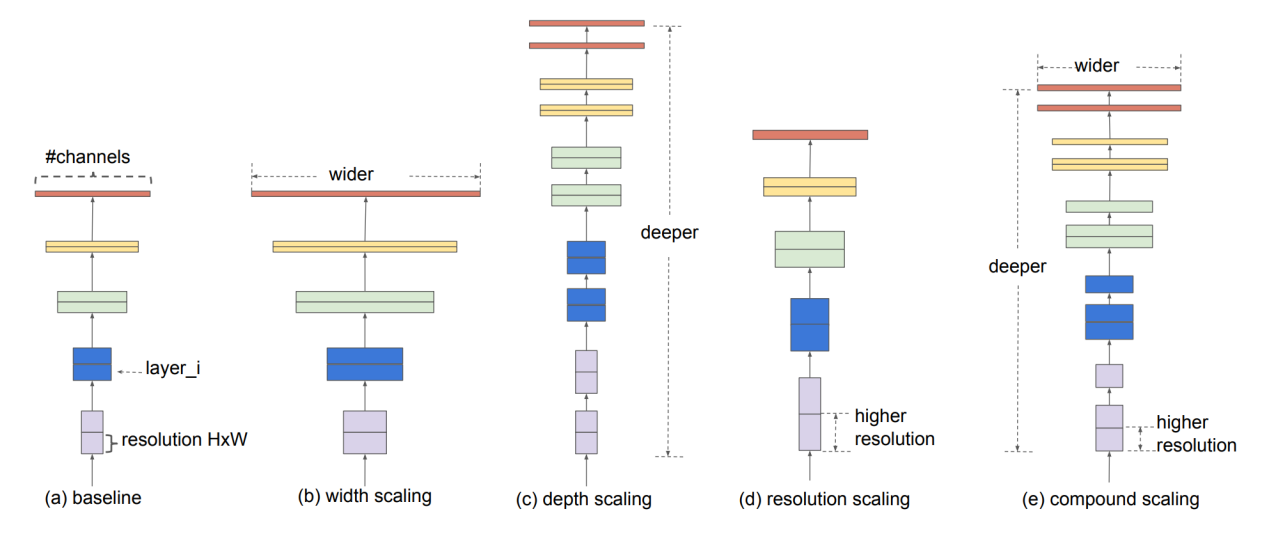 #channels
layer_i
resolution HxW
(a) baseline
wider
(b) width scaling
deeper
(c) depth scaling
higher
resolution
(d) resolution scaling
wider
deeper
higher
resolution
(e) compound scaling